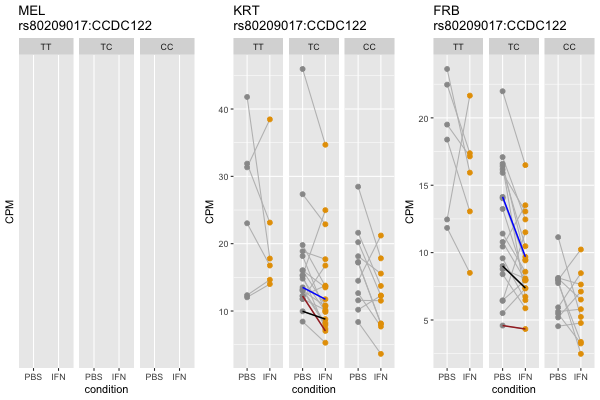 MEL
rs80209017:CCDC122
TT TC CC
CPM
PBS IFN PBS IFN PBS IFN
condition
KRT
rs80209017:CCDC122
TT TC CC
40
30
20
10
CPM
PBS IFN PBS IFN PBS IFN
condition
FRB
rs80209017:CCDC122
TT TC CC
20
15
10
5
CPM
PBS IFN PBS IFN PBS IFN
condition